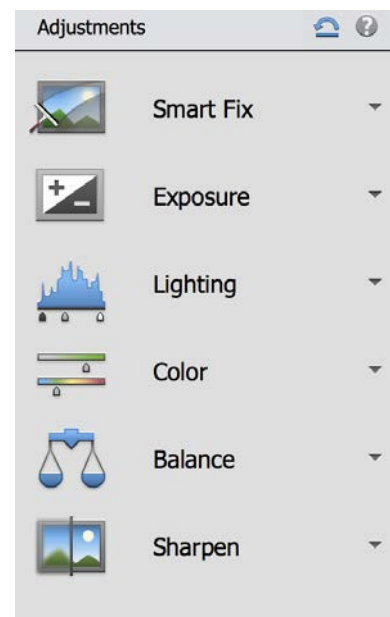 Adjustments
Smart Fix
Exposure
Lighting
Color
Balance
Sharpen